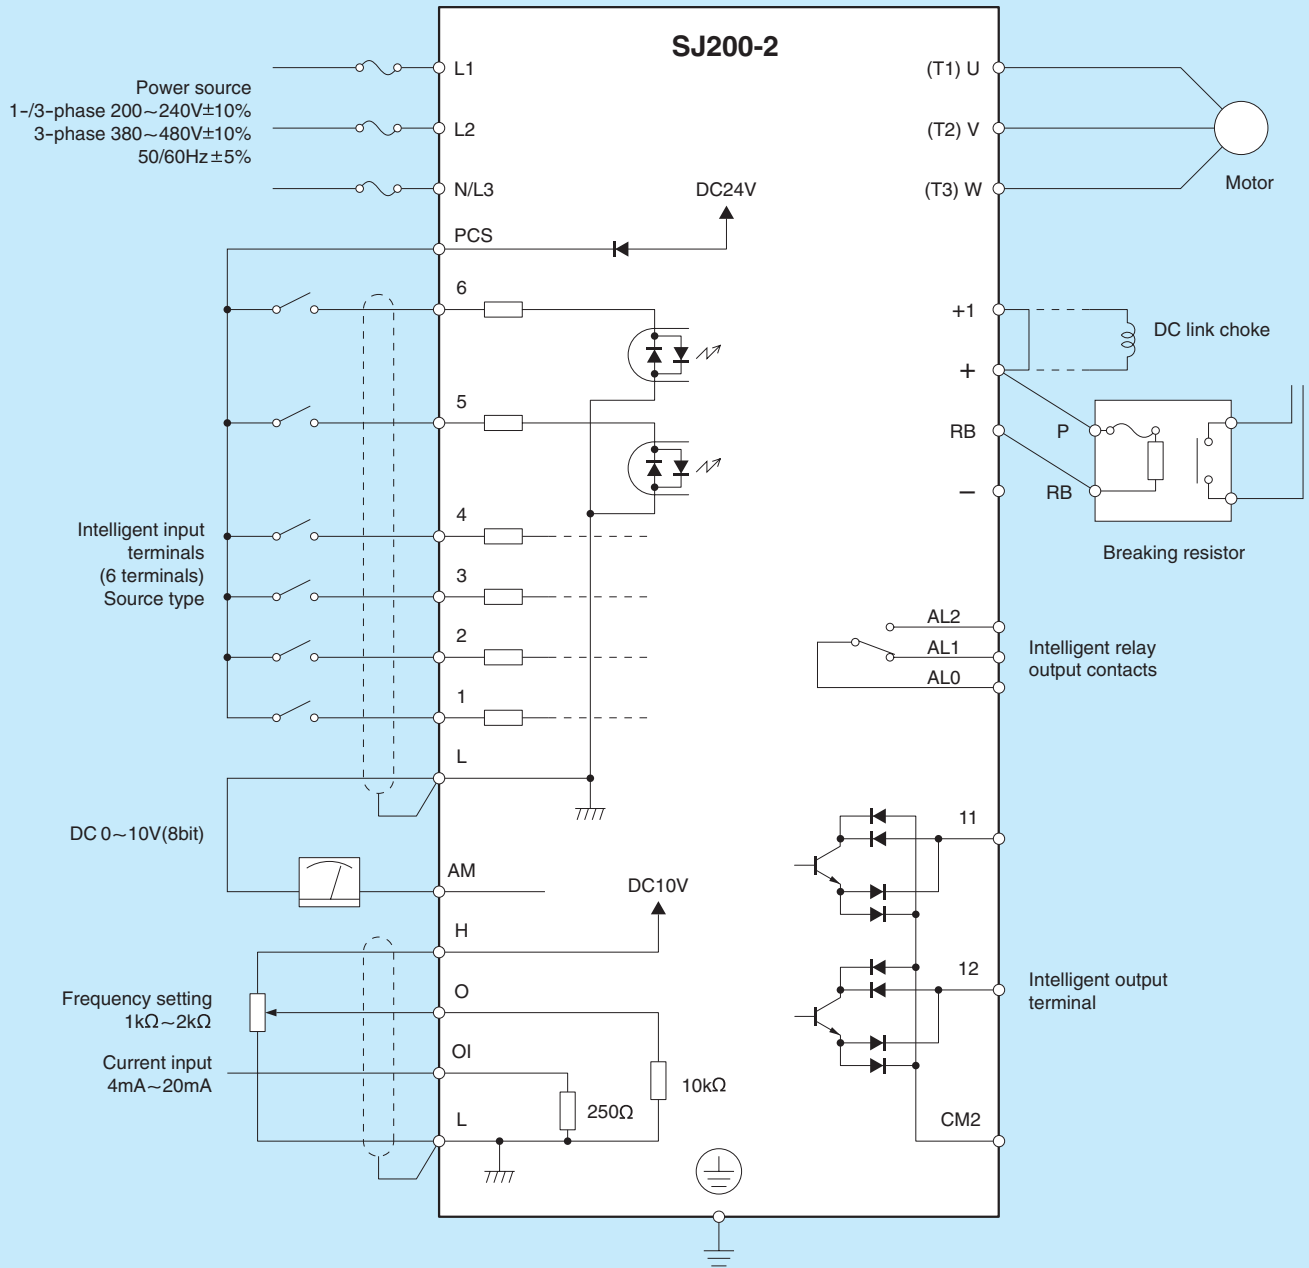 SJ200-2
Power source
1-/3-phase 200~240V±10%
3-phase 380~480V±10%
50/60Hz±5%
L1
L2
N/L3
PCS
DC24V
6
5
4
3
2
1
L
Intelligent input
terminals
(6 terminals)
Source type
DC 0~10V(8bit)
AM
H
DC10V
O
OI
L
Frequency setting
1kΩ~2kΩ
Current input
4mA~20mA
250Ω
10kΩ
(T1) U
(T2) V
(T3) W
Motor
+1
+
DC link choke
RB
−
P
RB
Breaking resistor
AL2
AL1
AL0
Intelligent relay
output contacts
11
12
Intelligent output
terminal
CM2